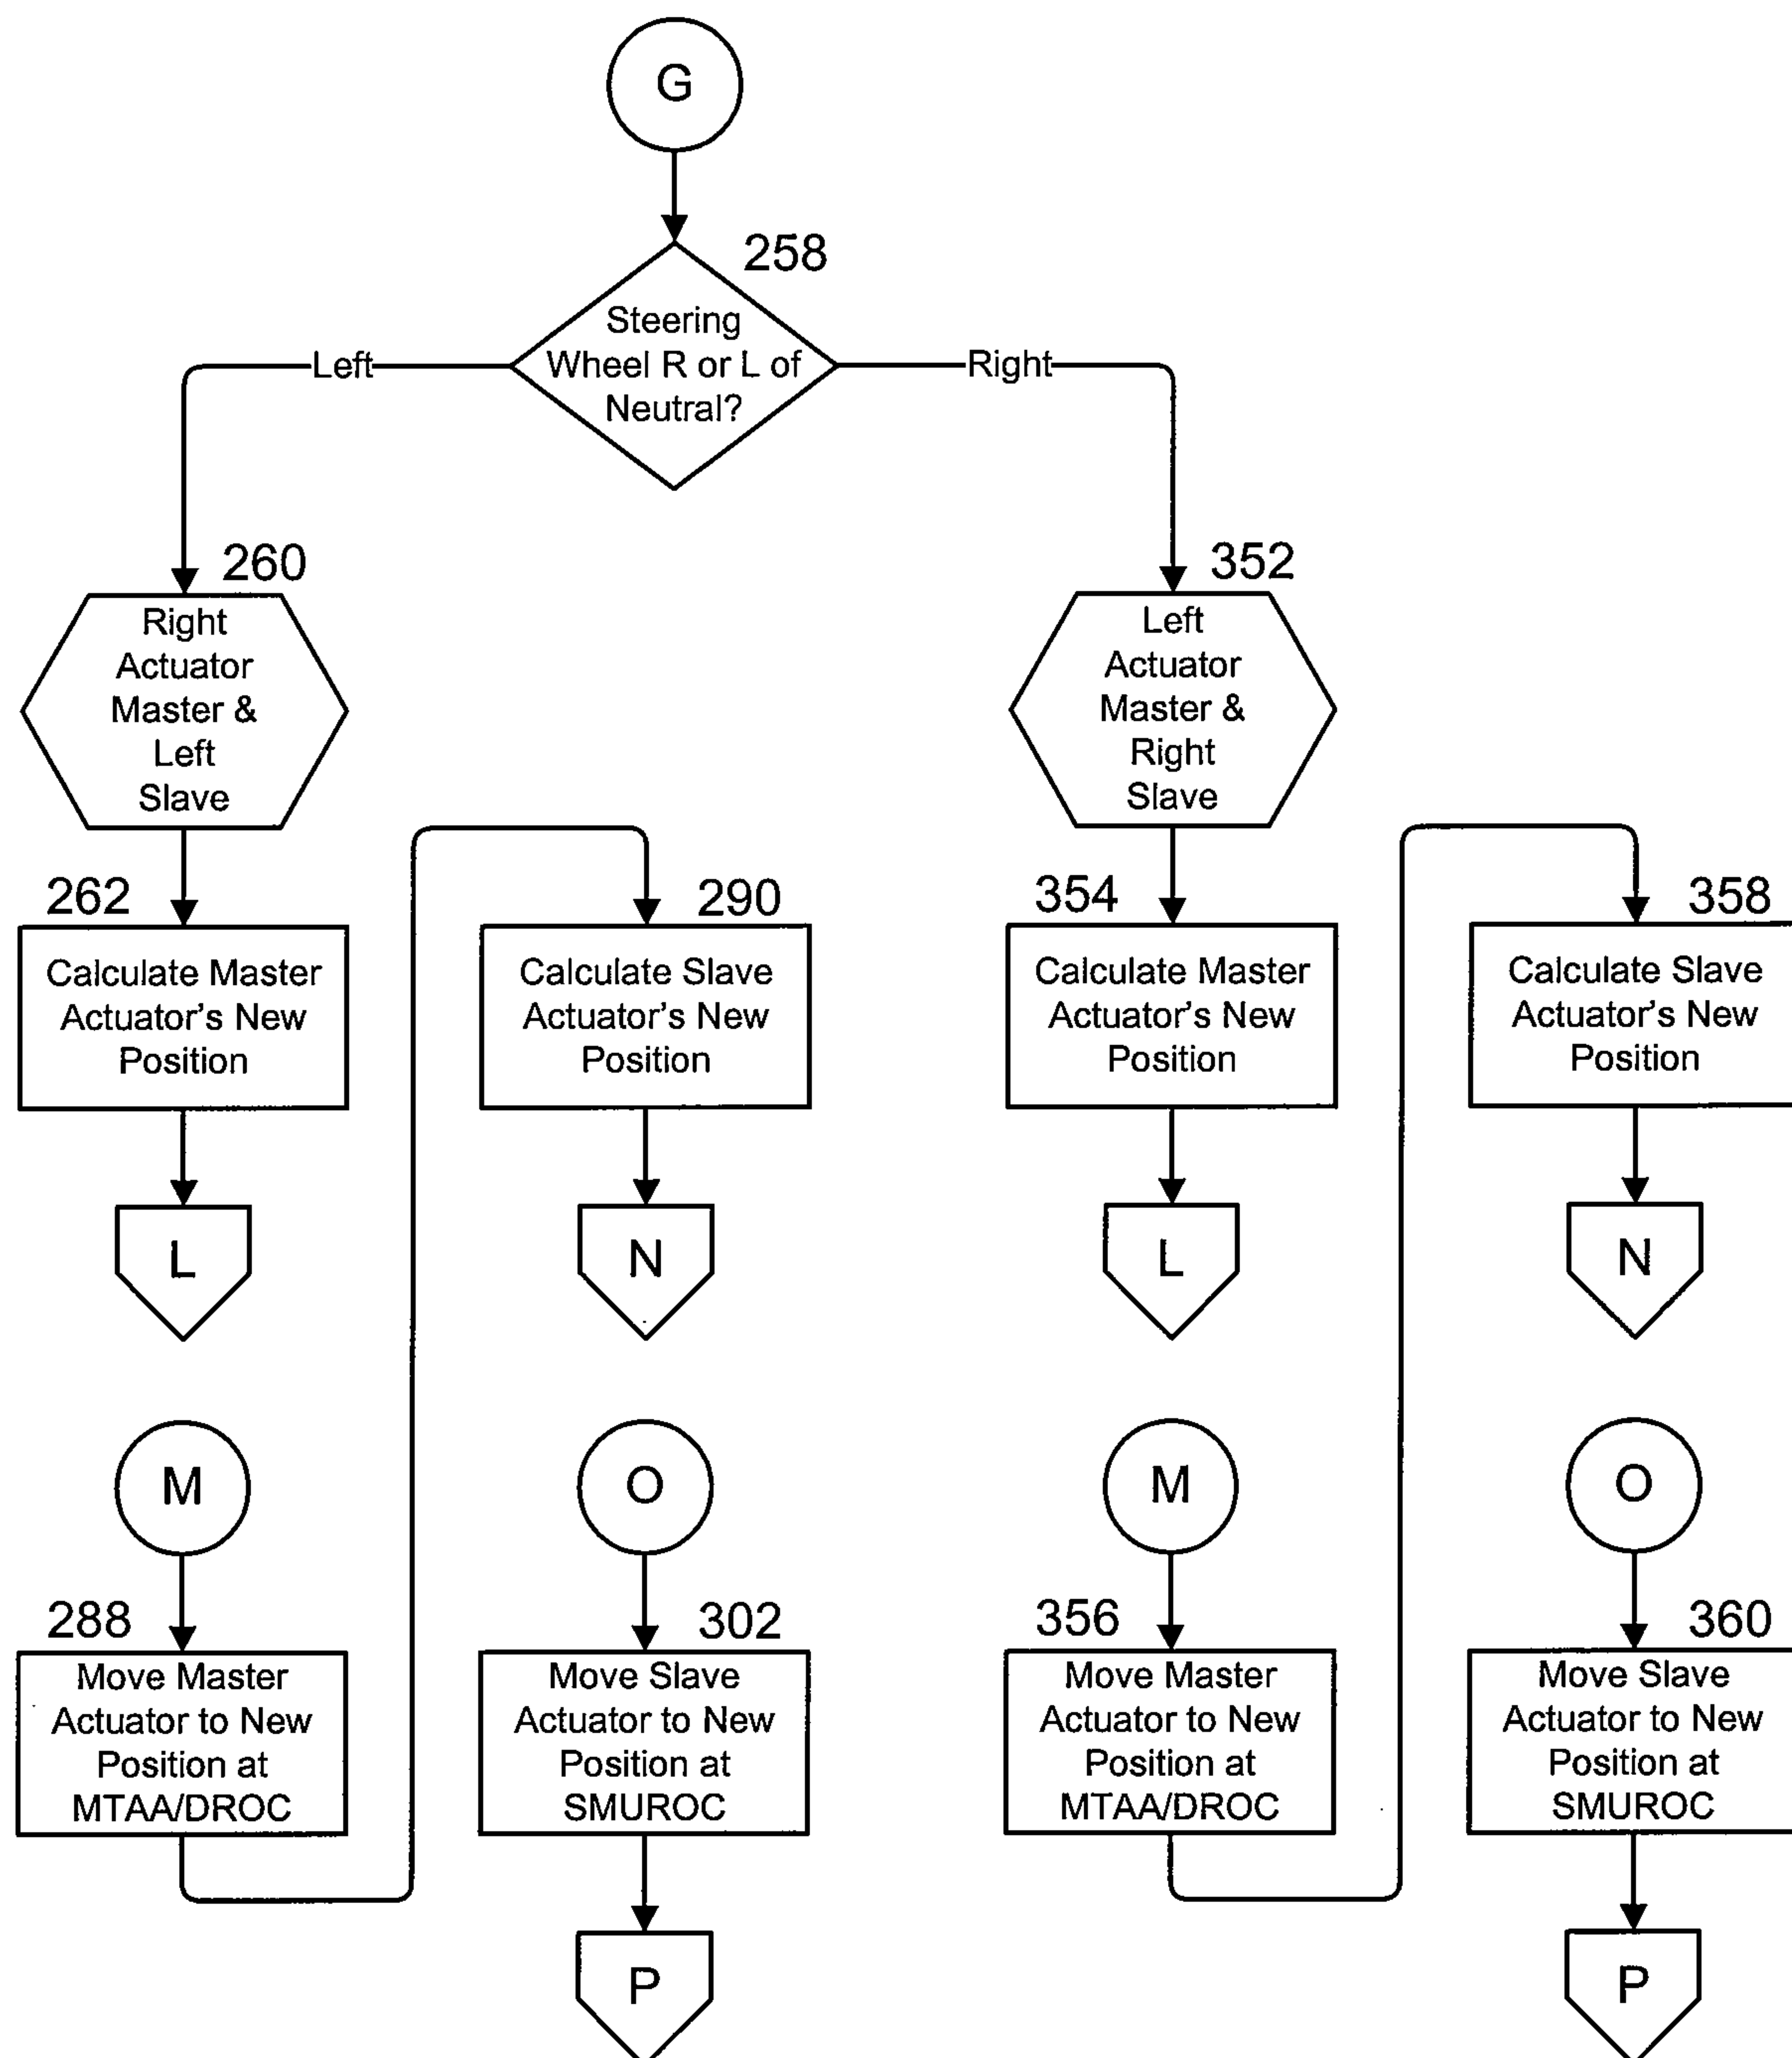 G
258
Steering
Wheel R or L of
Neutral?
Left
Right
260
Right
Actuator
Master &
Left
Slave
352
Left
Actuator
Master &
Right
Slave
262
Calculate Master
Actuator's New
Position
290
Calculate Slave
Actuator's New
Position
354
Calculate Master
Actuator's New
Position
358
Calculate Slave
Actuator's New
Position
L
N
L
N
M
O
M
O
288
Move Master
Actuator to New
Position at
MTAA/DROC
302
Move Slave
Actuator to New
Position at
SMUROC
356
Move Master
Actuator to New
Position at
MTAA/DROC
360
Move Slave
Actuator to New
Position at
SMUROC
P
P